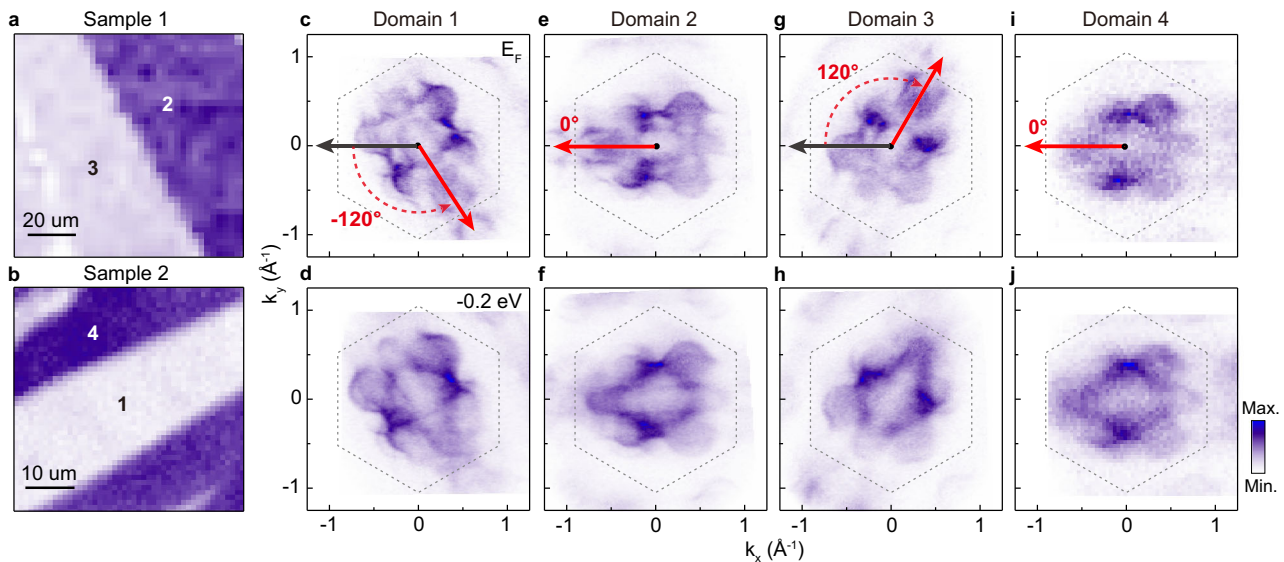 a Sample 1
2
3
20 um
b Sample 2
4
1
10 um
c Domain 1
E_F
-120°
e Domain 2
0°
g Domain 3
120°
i Domain 4
0°
1
0
-1
d
-0.2 eV
f
h
j
1
0
-1
k_y (Å⁻¹)
-1 0 1
-1 0 1
-1 0 1
-1 0 1
k_x (Å⁻¹)
Max.
Min.